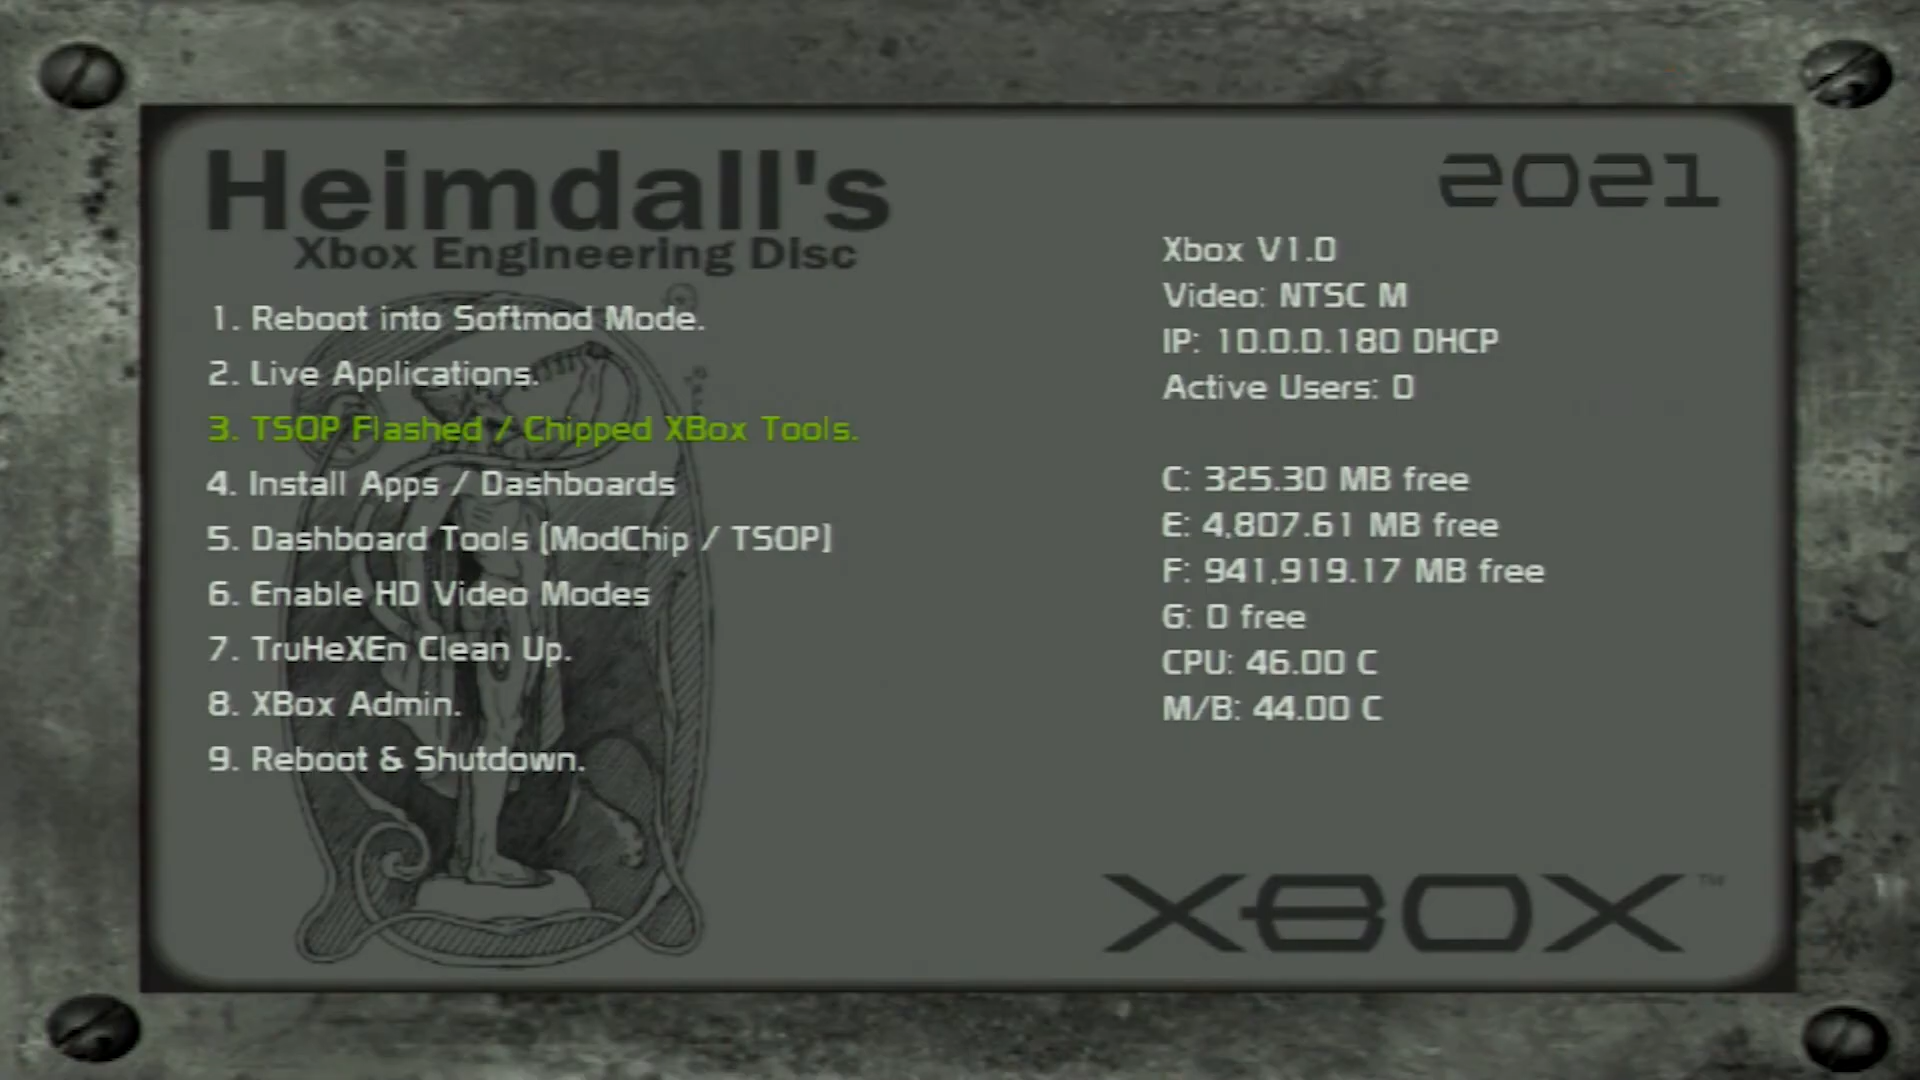 Heimdall's
Xbox Engineering Disc
1. Reboot into Softmod Mode.
2. Live Applications.
3. TSOP Flashed / Chipped XBox Tools.
4. Install Apps / Dashboards
5. Dashboard Tools [ModChip / TSOP]
6. Enable HD Video Modes
7. TruHeXEn Clean Up.
8. XBox Admin.
9. Reboot & Shutdown.
2021
Xbox V1.0
Video: NTSC M
IP: 10.0.0.180 DHCP
Active Users: 0
C: 325.30 MB free
E: 4,807.61 MB free
F: 941,919.17 MB free
G: 0 free
CPU: 46.00 C
M/B: 44.00 C
XBOX™